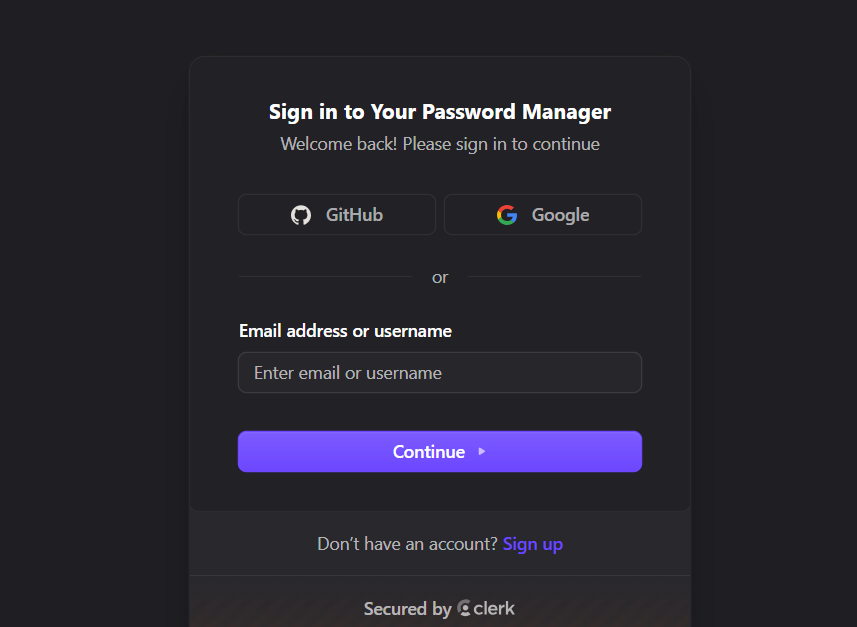 Sign in to Your Password Manager
Welcome back! Please sign in to continue
GitHub
Google
or
Email address or username
Enter email or username
Continue
Don’t have an account? Sign up
Secured by clerk